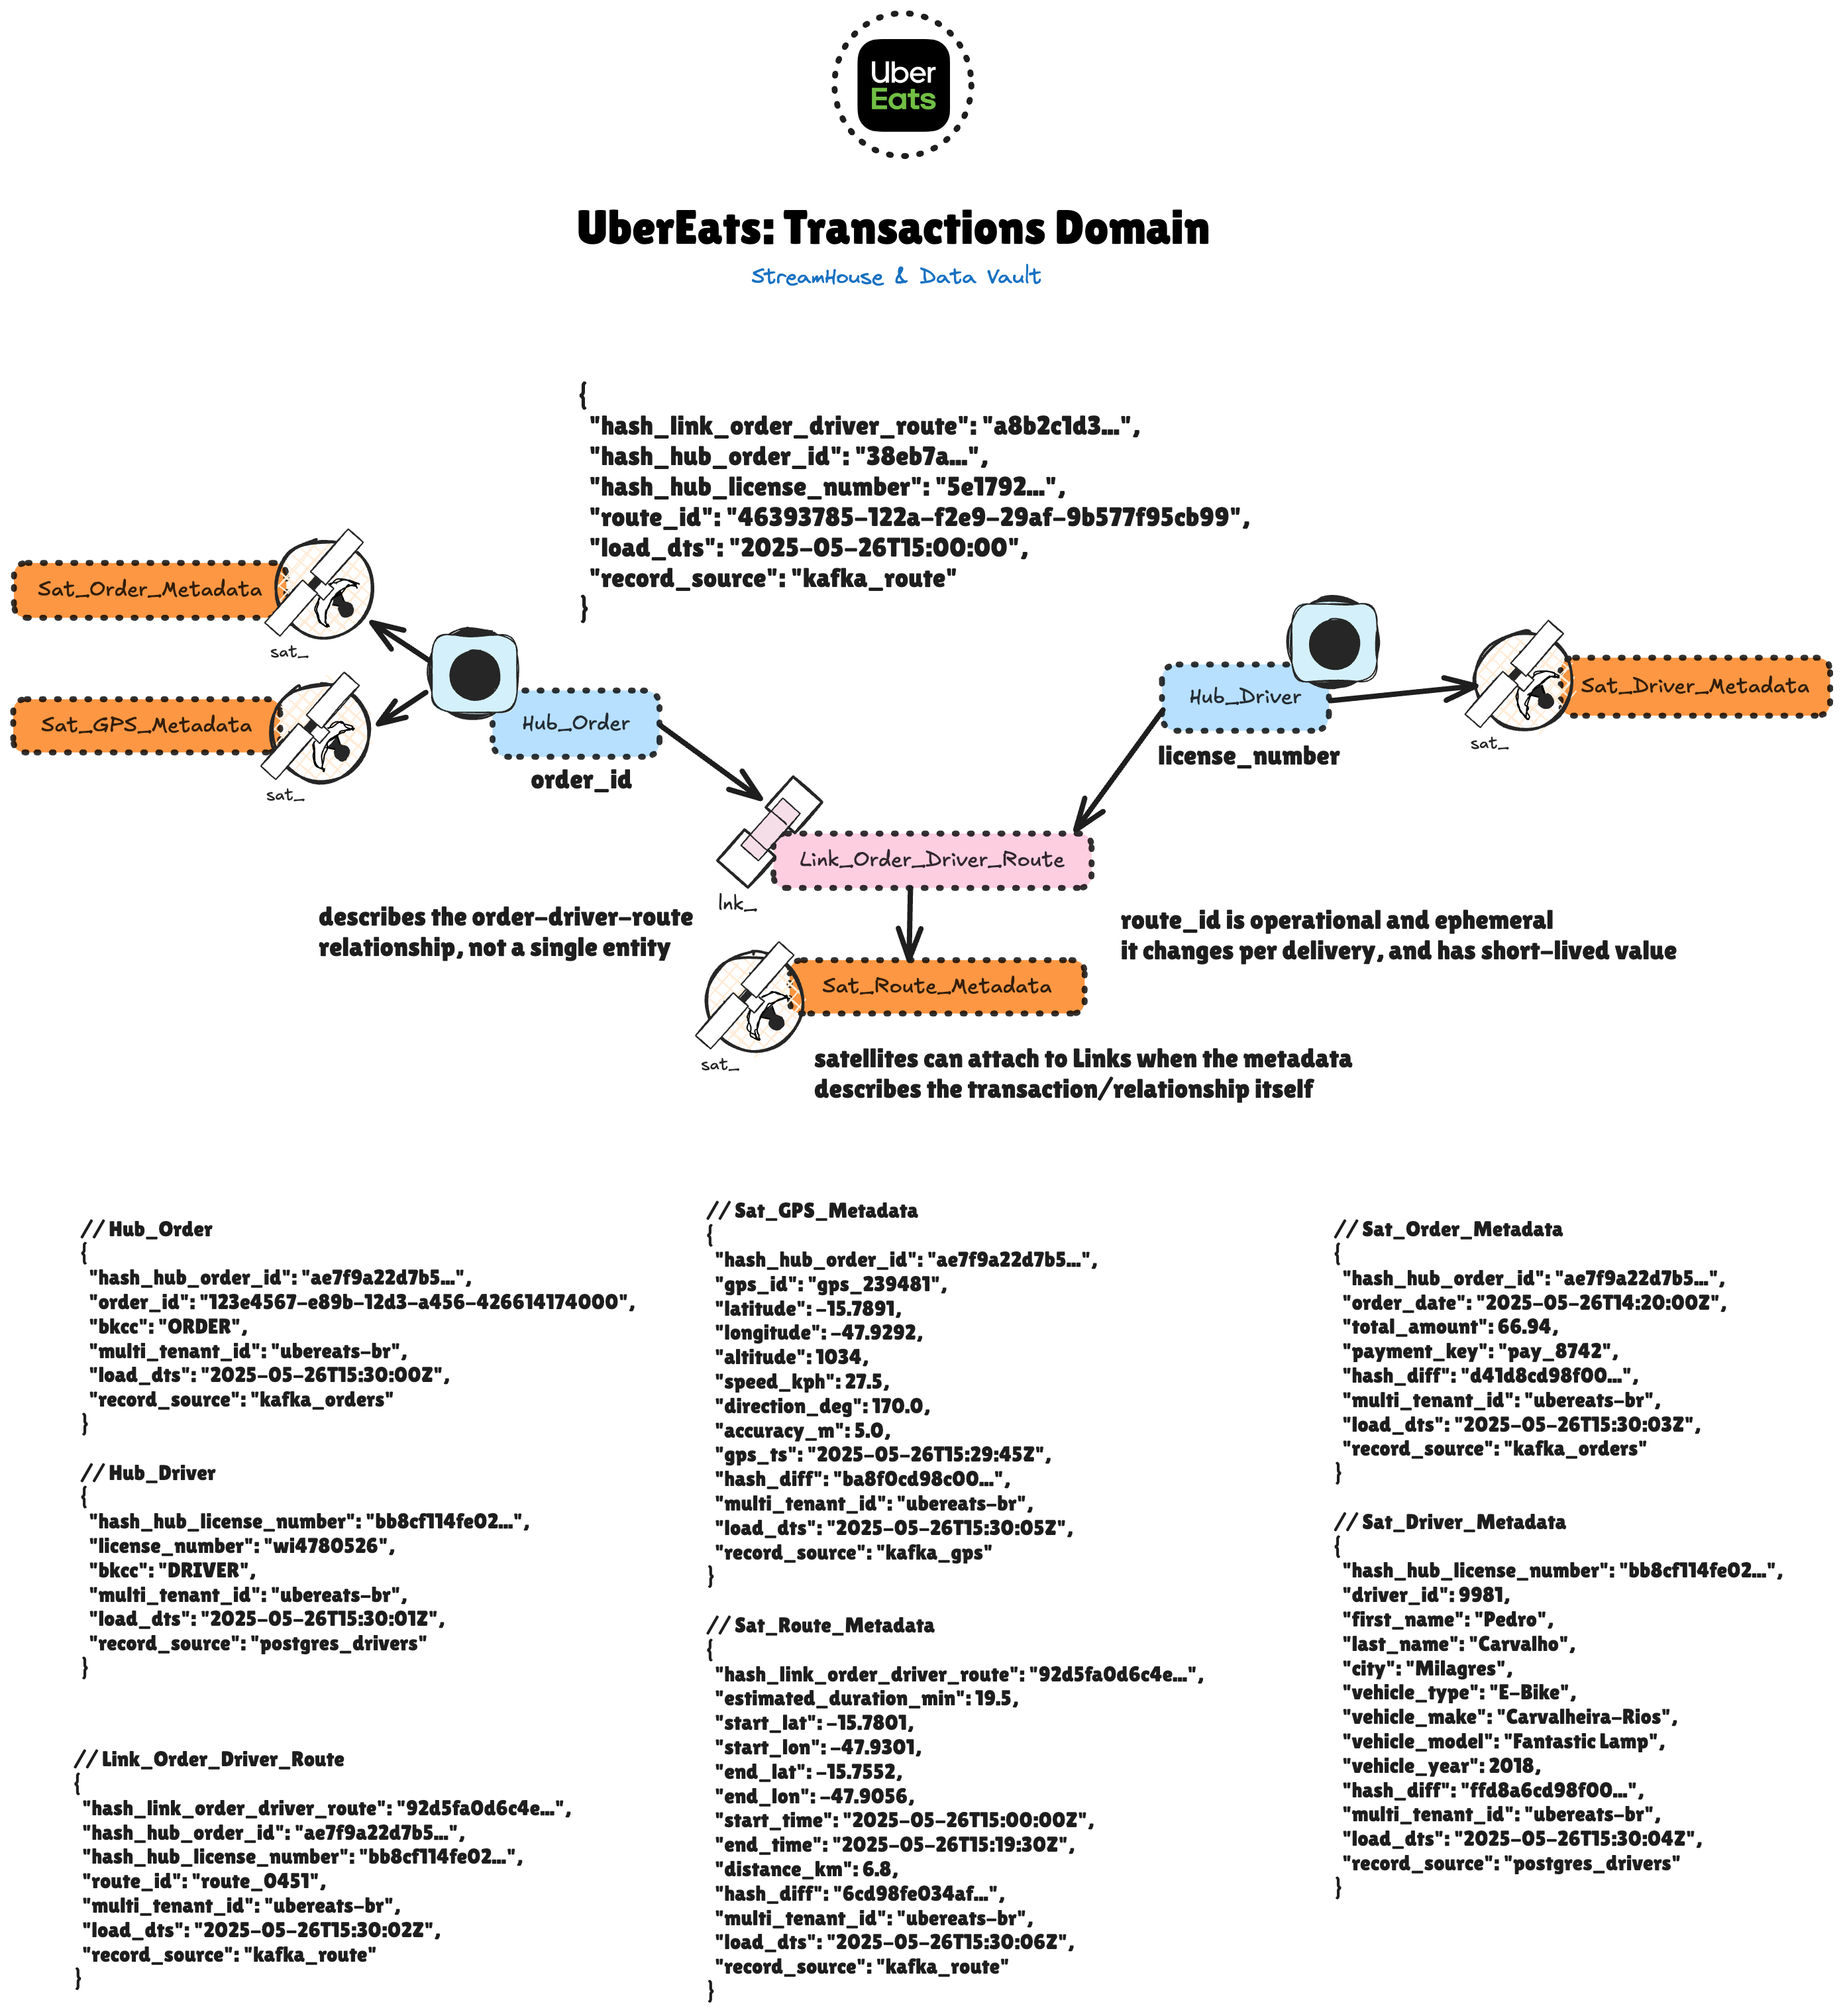 Uber
Eats
UberEats: Transactions Domain
StreamHouse & Data Vault
{
"hash_link_order_driver_route": "a8b2c1d3...",
"hash_hub_order_id": "38eb7a...",
"hash_hub_license_number": "5e1792...",
"route_id": "46393785-122a-f2e9-29af-9b577f95cb99",
"load_dts": "2025-05-26T15:00:00",
"record_source": "kafka_route"
}
Sat_Order_Metadata
sat_
Sat_GPS_Metadata
sat_
Hub_Order
order_id
Hub_Driver
license_number
Sat_Driver_Metadata
sat_
Link_Order_Driver_Route
lnk_
describes the order-driver-route
relationship, not a single entity
route_id is operational and ephemeral
it changes per delivery, and has short-lived value
Sat_Route_Metadata
sat_
satellites can attach to Links when the metadata
describes the transaction/relationship itself
// Hub_Order
{
"hash_hub_order_id": "ae7f9a22d7b5...",
"order_id": "123e4567-e89b-12d3-a456-426614174000",
"bkcc": "ORDER",
"multi_tenant_id": "ubereats-br",
"load_dts": "2025-05-26T15:30:00Z",
"record_source": "kafka_orders"
}
// Hub_Driver
{
"hash_hub_license_number": "bb8cf114fe02...",
"license_number": "wi4780526",
"bkcc": "DRIVER",
"multi_tenant_id": "ubereats-br",
"load_dts": "2025-05-26T15:30:01Z",
"record_source": "postgres_drivers"
}
// Link_Order_Driver_Route
{
"hash_link_order_driver_route": "92d5fa0d6c4e...",
"hash_hub_order_id": "ae7f9a22d7b5...",
"hash_hub_license_number": "bb8cf114fe02...",
"route_id": "route_0451",
"multi_tenant_id": "ubereats-br",
"load_dts": "2025-05-26T15:30:02Z",
"record_source": "kafka_route"
}
// Sat_GPS_Metadata
{
"hash_hub_order_id": "ae7f9a22d7b5...",
"gps_id": "gps_239481",
"latitude": -15.7891,
"longitude": -47.9292,
"altitude": 1034,
"speed_kph": 27.5,
"direction_deg": 170.0,
"accuracy_m": 5.0,
"gps_ts": "2025-05-26T15:29:45Z",
"hash_diff": "ba8f0cd98c00...",
"multi_tenant_id": "ubereats-br",
"load_dts": "2025-05-26T15:30:05Z",
"record_source": "kafka_gps"
}
// Sat_Route_Metadata
{
"hash_link_order_driver_route": "92d5fa0d6c4e...",
"estimated_duration_min": 19.5,
"start_lat": -15.7801,
"start_lon": -47.9301,
"end_lat": -15.7552,
"end_lon": -47.9056,
"start_time": "2025-05-26T15:00:00Z",
"end_time": "2025-05-26T15:19:30Z",
"distance_km": 6.8,
"hash_diff": "6cd98fe034af...",
"multi_tenant_id": "ubereats-br",
"load_dts": "2025-05-26T15:30:06Z",
"record_source": "kafka_route"
}
// Sat_Order_Metadata
{
"hash_hub_order_id": "ae7f9a22d7b5...",
"order_date": "2025-05-26T14:20:00Z",
"total_amount": 66.94,
"payment_key": "pay_8742",
"hash_diff": "d41d8cd98f00...",
"multi_tenant_id": "ubereats-br",
"load_dts": "2025-05-26T15:30:03Z",
"record_source": "kafka_orders"
}
// Sat_Driver_Metadata
{
"hash_hub_license_number": "bb8cf114fe02...",
"driver_id": 9981,
"first_name": "Pedro",
"last_name": "Carvalho",
"city": "Milagres",
"vehicle_type": "E-Bike",
"vehicle_make": "Carvalheira-Rios",
"vehicle_model": "Fantastic Lamp",
"vehicle_year": 2018,
"hash_diff": "ffd8a6cd98f00...",
"multi_tenant_id": "ubereats-br",
"load_dts": "2025-05-26T15:30:04Z",
"record_source": "postgres_drivers"
}